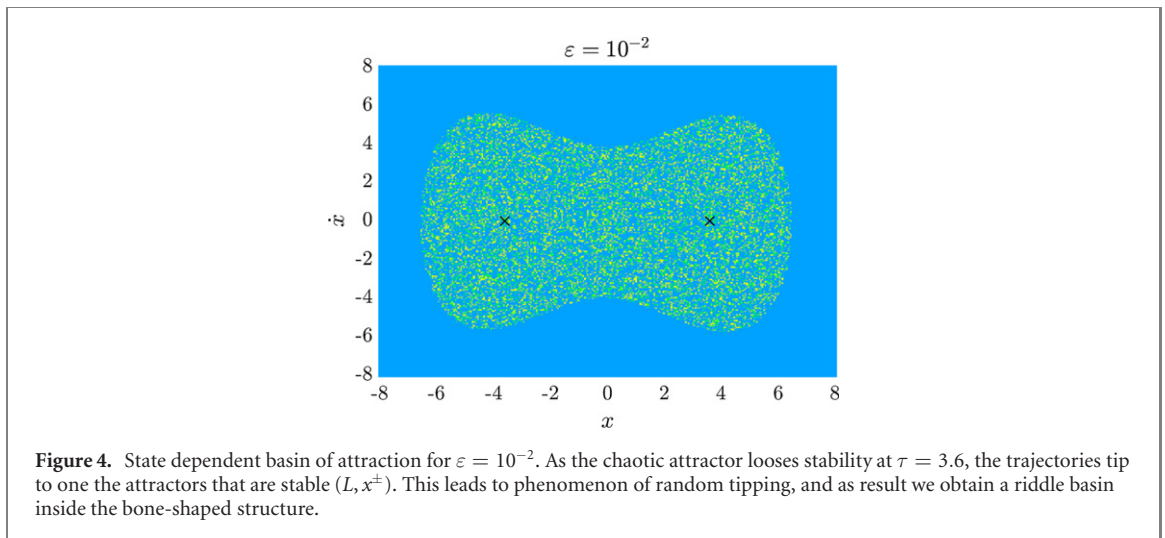 ε = 10⁻²
8
6
4
2
0
-2
-4
-6
-8
ẋ
-8 -6 -4 -2 0 2 4 6 8
x
Figure 4. State dependent basin of attraction for ε = 10⁻². As the chaotic attractor looses stability at τ = 3.6, the trajectories tip
to one the attractors that are stable (L, x±). This leads to phenomenon of random tipping, and as result we obtain a riddle basin
inside the bone-shaped structure.